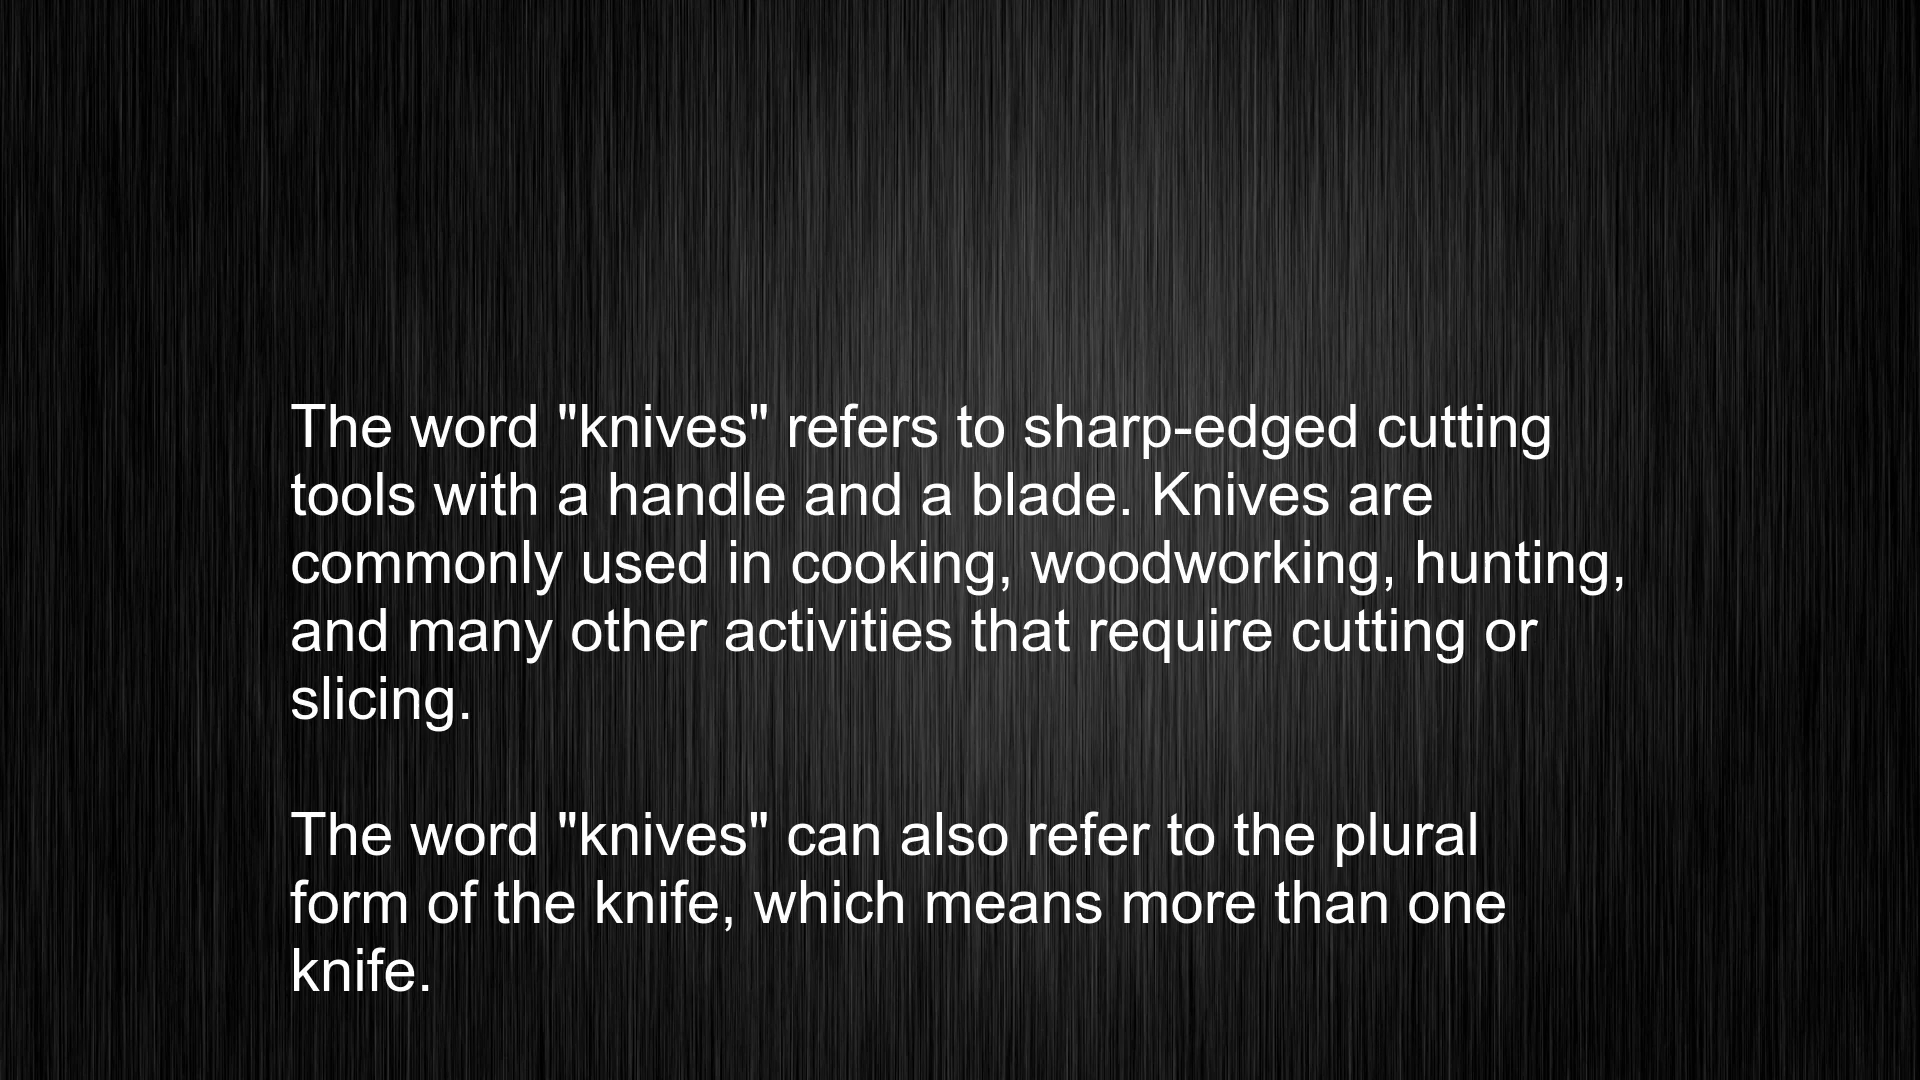 The word "knives" refers to sharp-edged cutting
tools with a handle and a blade. Knives are
commonly used in cooking, woodworking, hunting,
and many other activities that require cutting or
slicing.
The word "knives" can also refer to the plural
form of the knife, which means more than one
knife.